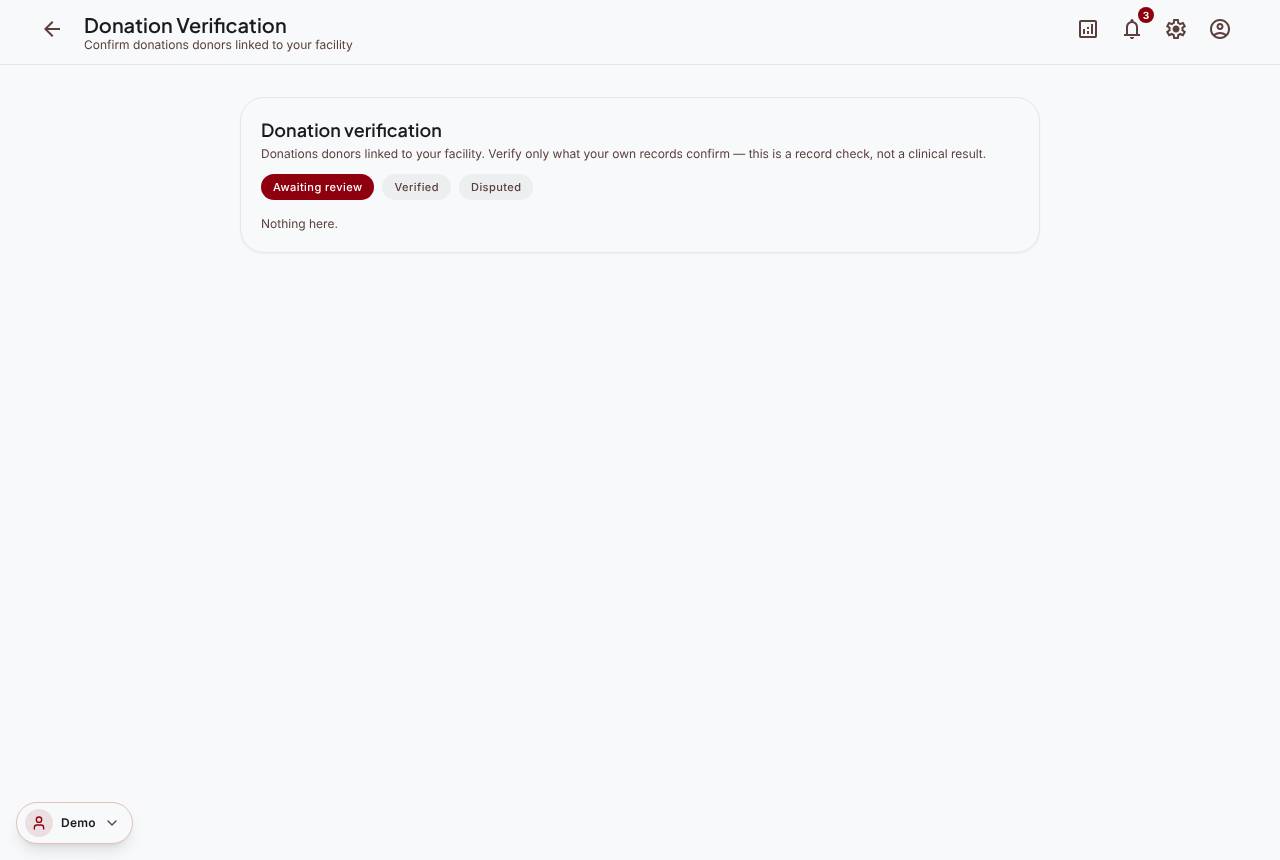 Donation Verification
Confirm donations donors linked to your facility
3
Donation verification
Donations donors linked to your facility. Verify only what your own records confirm — this is a record check, not a clinical result.
Awaiting review
Verified
Disputed
Nothing here.
Demo